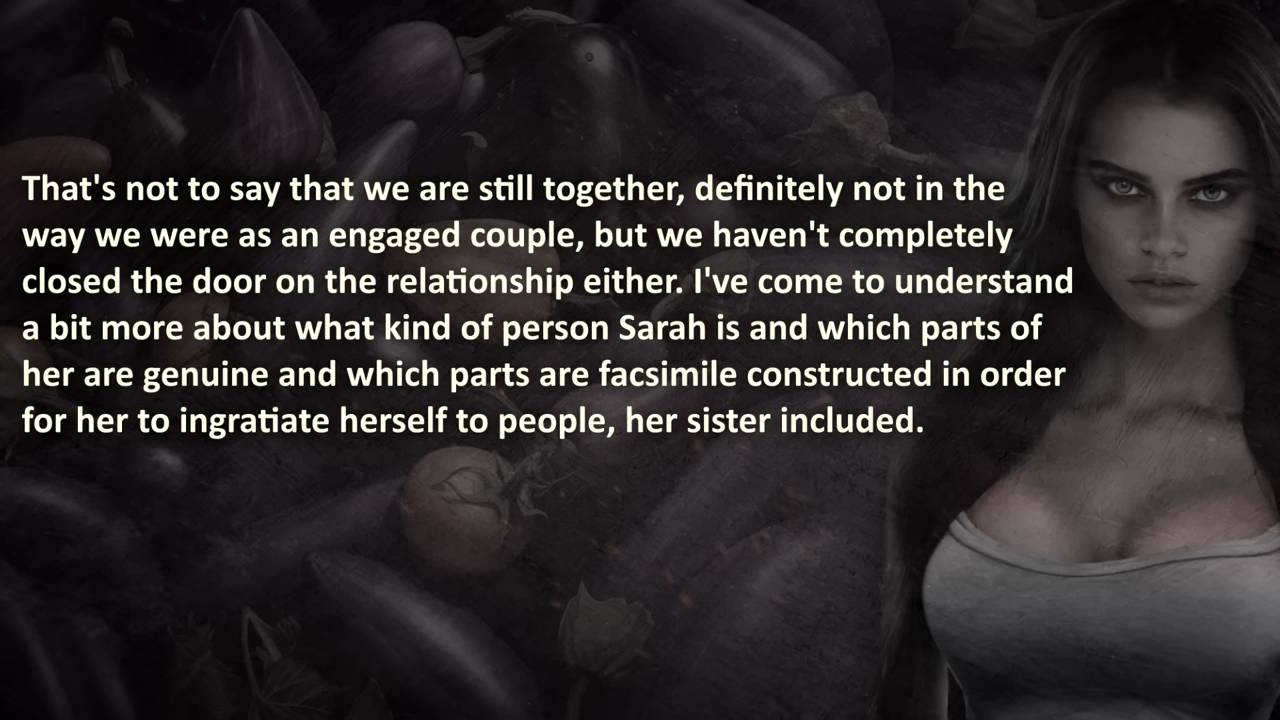 That's not to say that we are still together, definitely not in the
way we were as an engaged couple, but we haven't completely
closed the door on the relationship either. I've come to understand
a bit more about what kind of person Sarah is and which parts of
her are genuine and which parts are facsimile constructed in order
for her to ingratiate herself to people, her sister included.